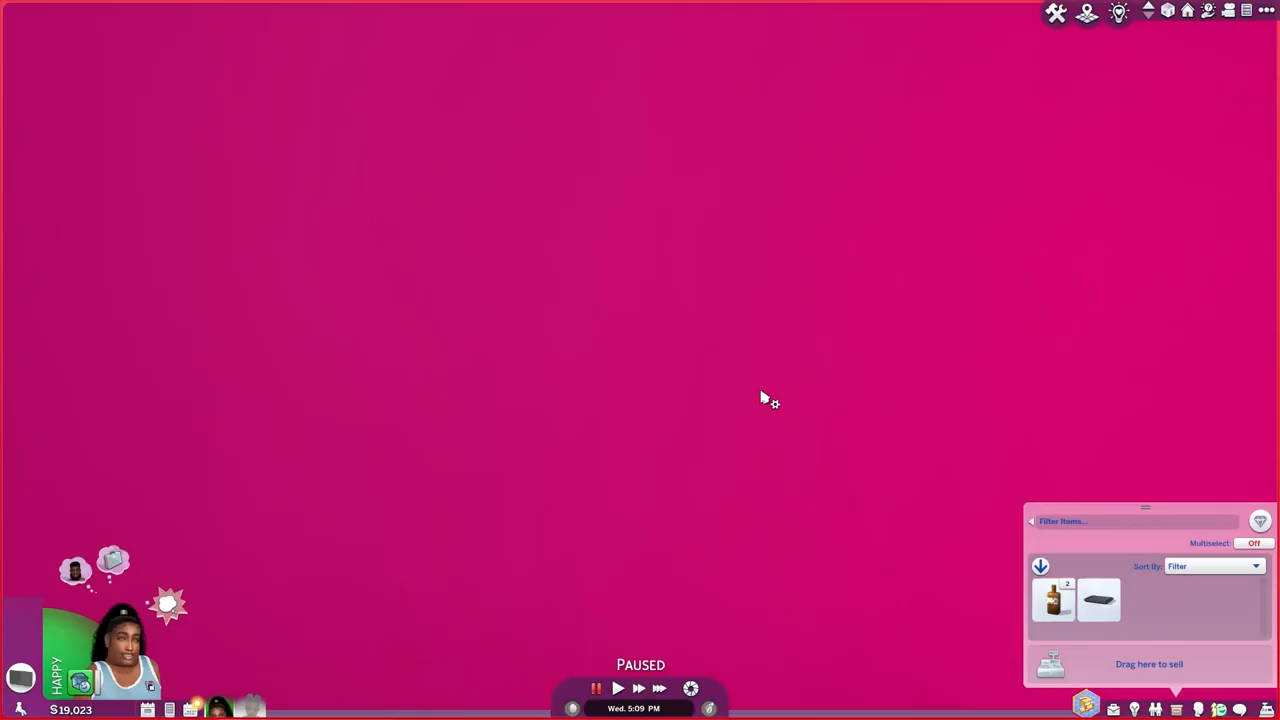 Filter Items...
Multiselect: Off
Sort By: Filter
2
Drag here to sell
PAUSED
HAPPY
§19,023
Wed. 5:09 PM